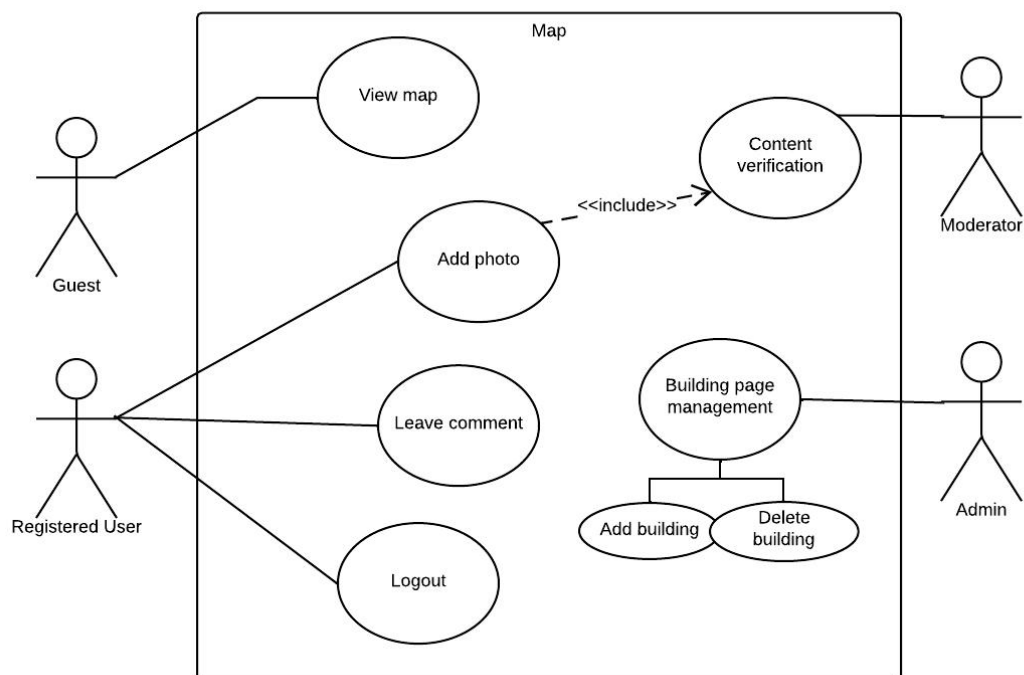 Map
View map
Content
verification
<<include>>
Moderator
Add photo
Guest
Building page
management
Leave comment
Admin
Registered User
Add building
Delete
building
Logout